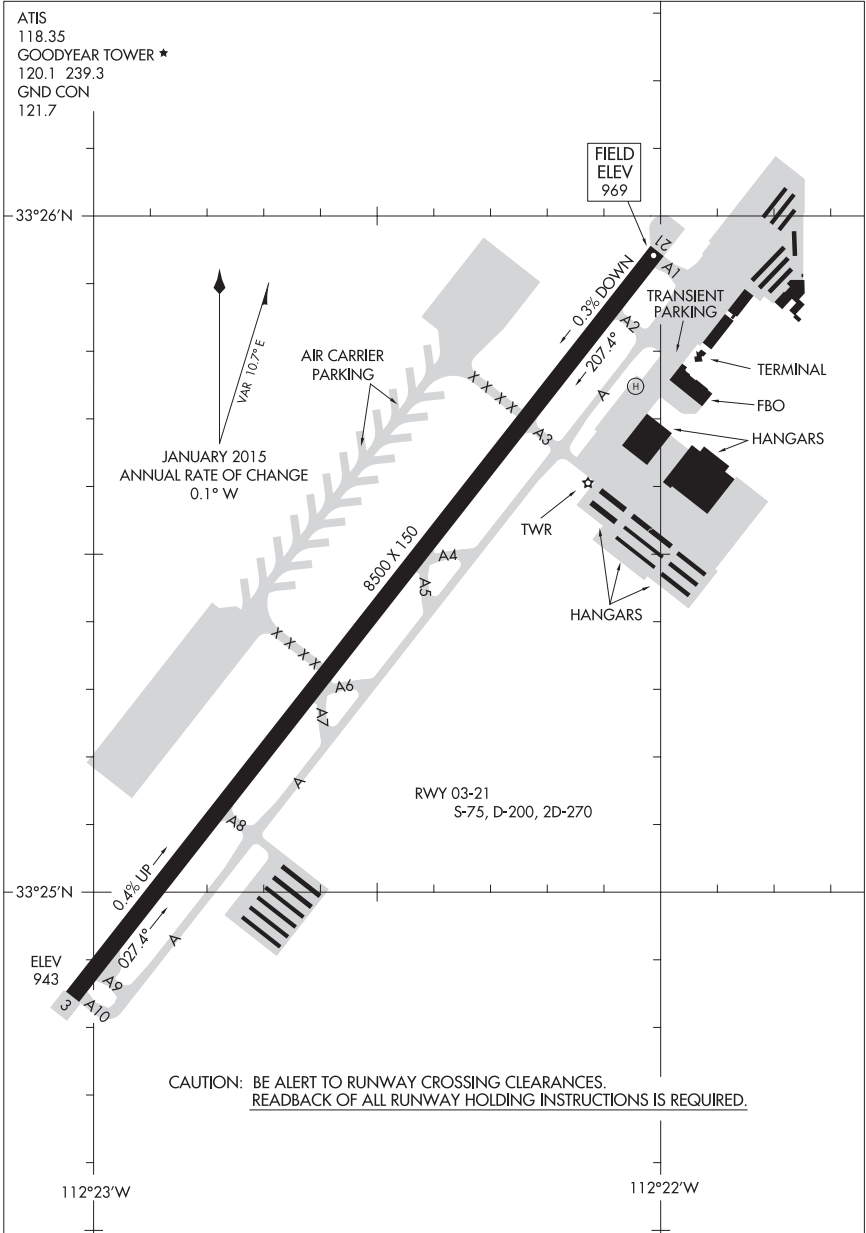 ATIS
118.35
GOODYEAR TOWER ★
120.1 239.3
GND CON
121.7
FIELD
ELEV
969
33°26'N
21
A1
0.3% DOWN
TRANSIENT
PARKING
A2
207.4°
VAR 10.7° E
AIR CARRIER
PARKING
A
H
TERMINAL
FBO
X X X X
A3
HANGARS
JANUARY 2015
ANNUAL RATE OF CHANGE
0.1° W
TWR
8500 X 150
A4
A5
HANGARS
X X X X
A6
A7
A
RWY 03-21
S-75, D-200, 2D-270
A8
33°25'N
0.4% UP
027.4°
A
ELEV
943
A9
3
A10
CAUTION: BE ALERT TO RUNWAY CROSSING CLEARANCES.
READBACK OF ALL RUNWAY HOLDING INSTRUCTIONS IS REQUIRED.
112°23'W
112°22'W